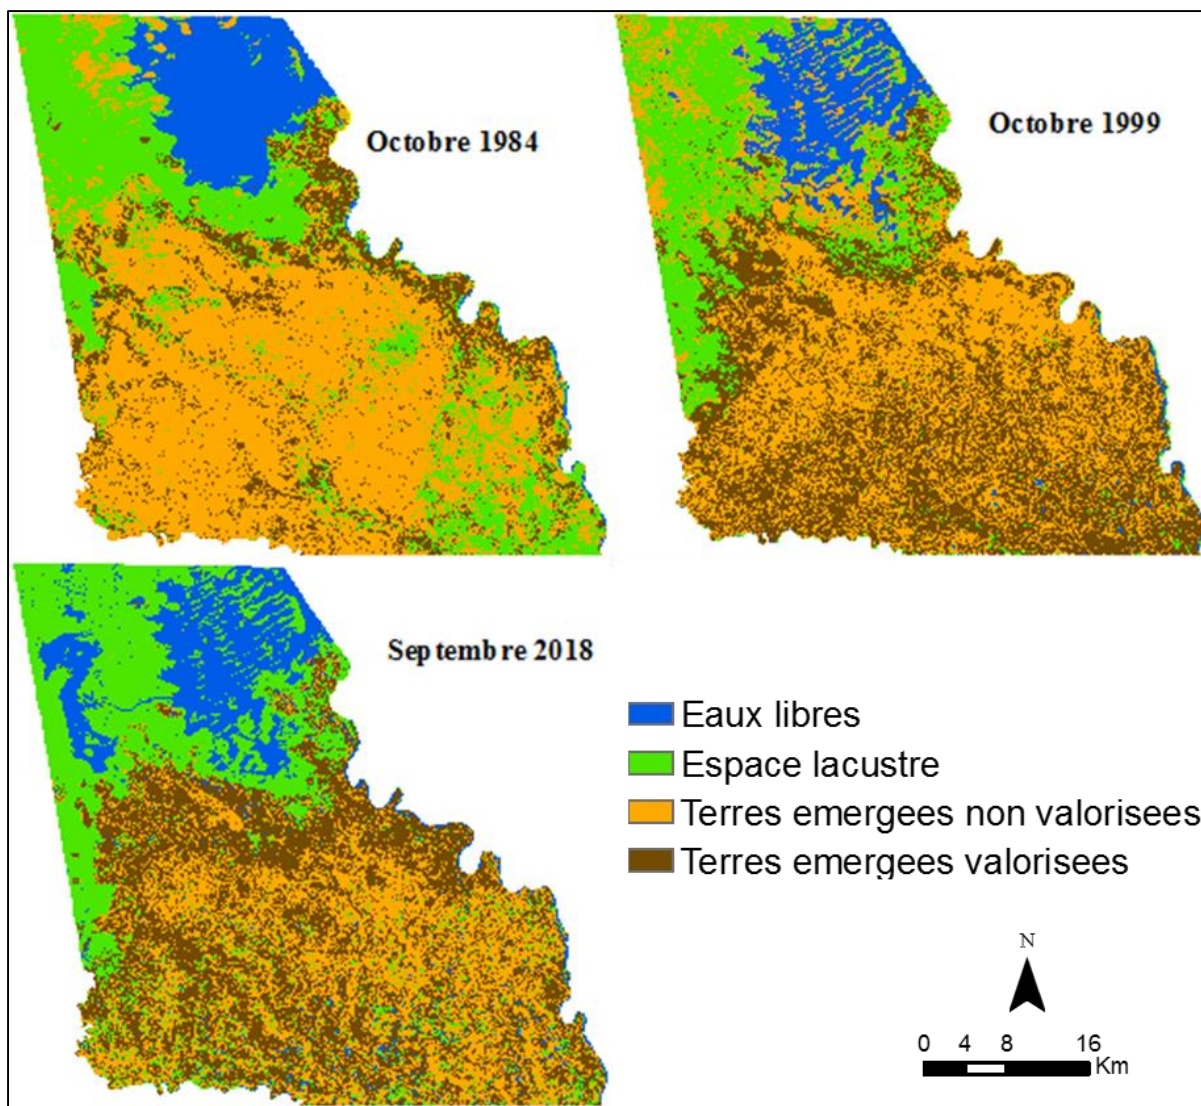 Octobre 1984
Octobre 1999
Septembre 2018
Eaux libres
Espace lacustre
Terres emergees non valorisees
Terres emergees valorisees
N
0 4 8 16
Km